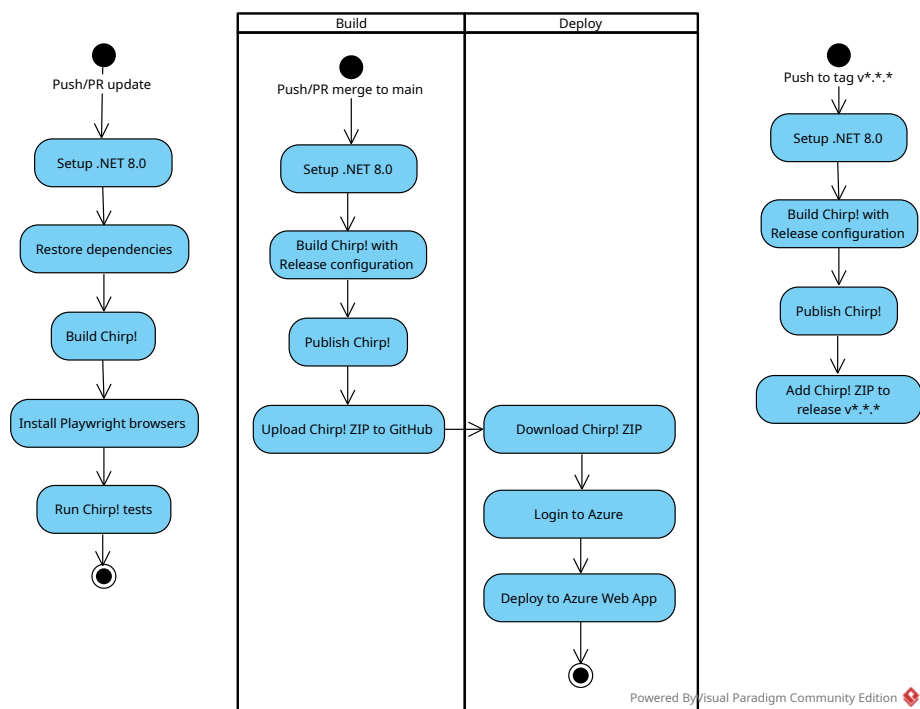 Build
Deploy
Push/PR update
Setup .NET 8.0
Restore dependencies
Build Chirp!
Install Playwright browsers
Run Chirp! tests
Push/PR merge to main
Setup .NET 8.0
Build Chirp! with
Release configuration
Publish Chirp!
Upload Chirp! ZIP to GitHub
Download Chirp! ZIP
Login to Azure
Deploy to Azure Web App
Push to tag v*.*.*
Setup .NET 8.0
Build Chirp! with
Release configuration
Publish Chirp!
Add Chirp! ZIP to
release v*.*.*
Powered By Visual Paradigm Community Edition